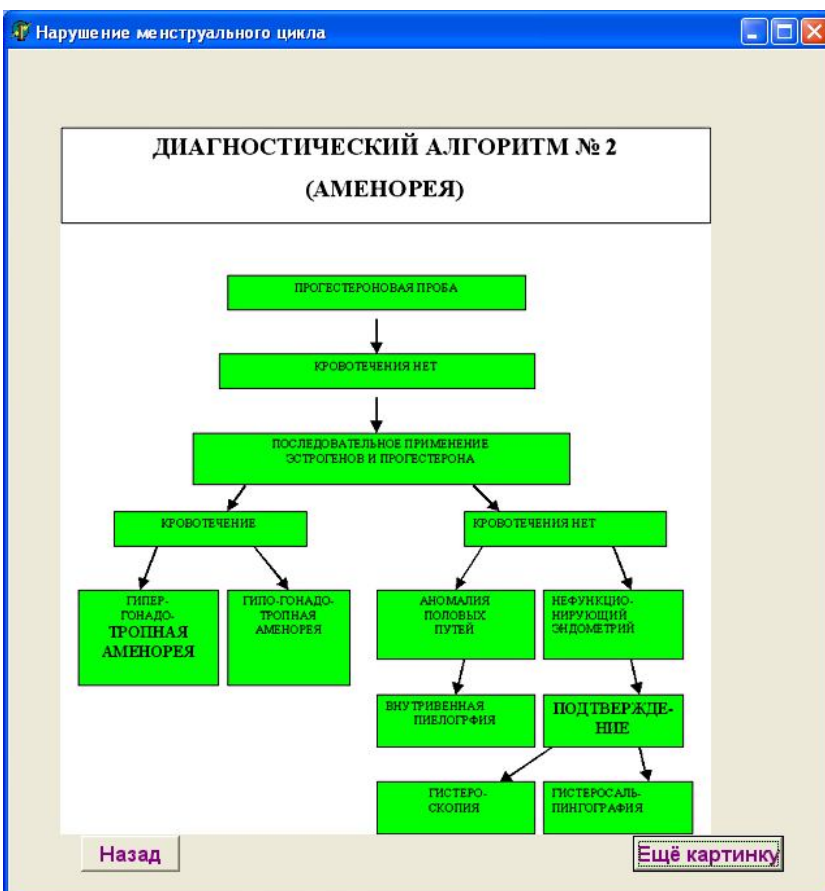 Нарушение менструального цикла
ДИАГНОСТИЧЕСКИЙ АЛГОРИТМ № 2
(АМЕНОРЕЯ)
ПРОГЕСТЕРОНОВАЯ ПРОБА
КРОВОТЕЧЕНИЯ НЕТ
ПОСЛЕДОВАТЕЛЬНОЕ ПРИМЕНЕНИЕ
ЭСТРОГЕНОВ И ПРОГЕСТЕРОНА
КРОВОТЕЧЕНИЕ
КРОВОТЕЧЕНИЯ НЕТ
ГИПЕР-
ГОНАДО-
ТРОПНАЯ
АМЕНОРЕЯ
ГИПО-ГОНАДО-
ТРОПНАЯ
АМЕНОРЕЯ
АНОМАЛИЯ
ПОЛОВЫХ
ПУТЕЙ
НЕФУНКЦИО-
НИРУЮЩИЙ
ЭНДОМЕТРИЙ
ВНУТРИВЕННАЯ
ПИЕЛОГРФИЯ
ПОДТВЕРЖДЕ-
НИЕ
ГИСТЕРО-
СКОПИЯ
ГИСТЕРОСАЛЬ-
ПИНГОГРАФИЯ
Назад
Ещё картинку